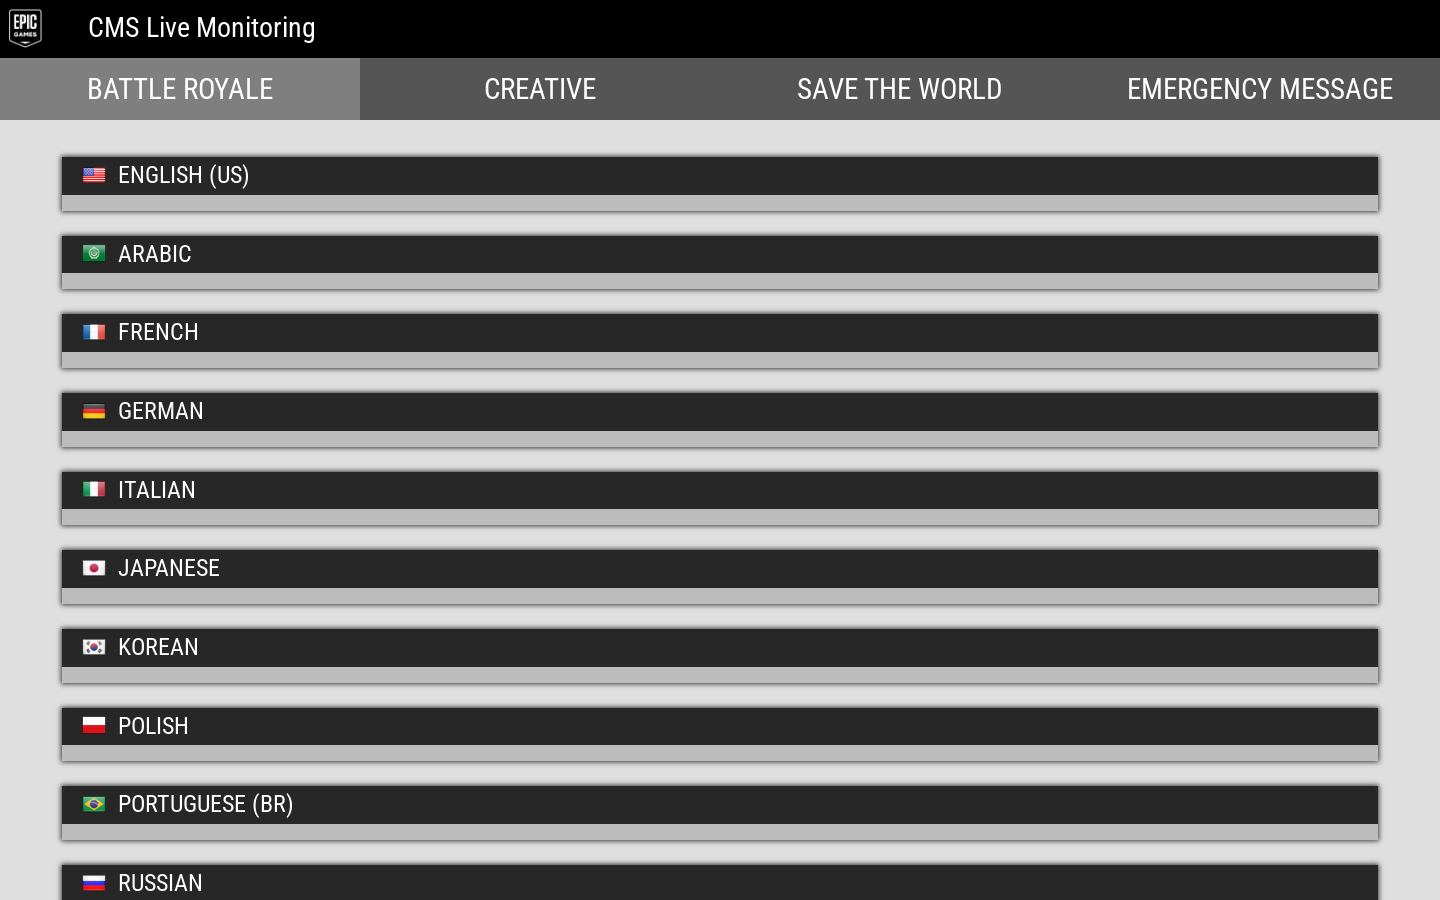 EPIC
GAMES
CMS Live Monitoring
BATTLE ROYALE
CREATIVE
SAVE THE WORLD
EMERGENCY MESSAGE
ENGLISH (US)
ARABIC
FRENCH
GERMAN
ITALIAN
JAPANESE
KOREAN
POLISH
PORTUGUESE (BR)
RUSSIAN